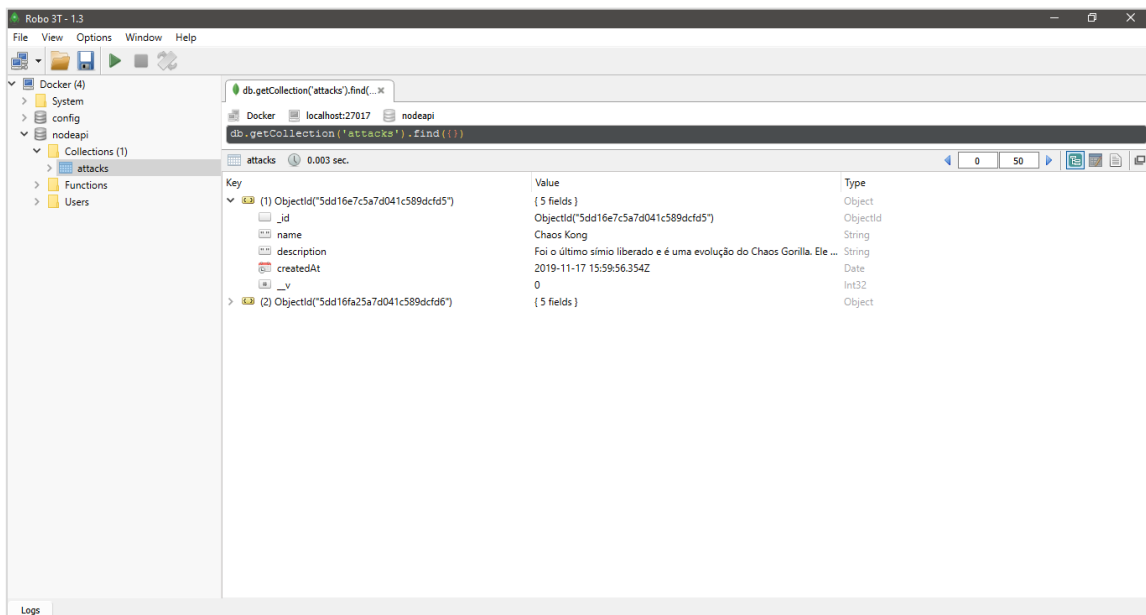 Robo 3T - 1.3
File View Options Window Help
Docker (4)
System
config
nodeapi
Collections (1)
attacks
Functions
Users
db.getCollection('attacks').find(...
Docker localhost:27017 nodeapi
db.getCollection('attacks').find({})
attacks 0.003 sec. 0 50
Key Value Type
(1) ObjectId("5dd16e7c5a7d041c589dcfd5") { 5 fields } Object
_id ObjectId("5dd16e7c5a7d041c589dcfd5") ObjectId
name Chaos Kong String
description Foi o último símio liberado e é uma evolução do Chaos Gorilla. Ele ... String
createdAt 2019-11-17 15:59:56.354Z Date
__v 0 Int32
(2) ObjectId("5dd16fa25a7d041c589dcfd6") { 5 fields } Object
Logs